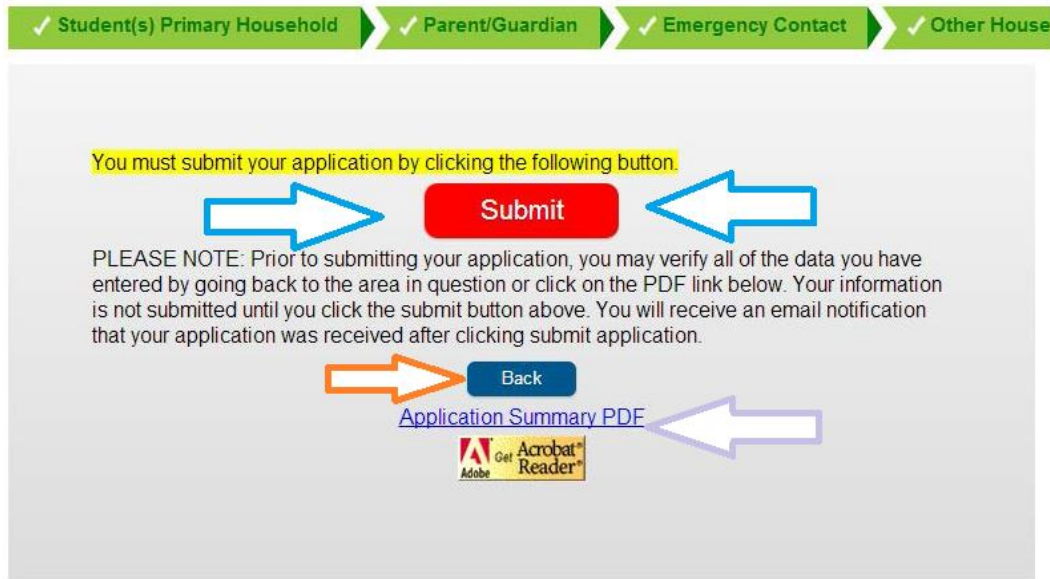 Student(s) Primary Household Parent/Guardian Emergency Contact Other House
You must submit your application by clicking the following button.
Submit
PLEASE NOTE: Prior to submitting your application, you may verify all of the data you have
entered by going back to the area in question or click on the PDF link below. Your information
is not submitted until you click the submit button above. You will receive an email notification
that your application was received after clicking submit application.
Back
Application Summary PDF
Adobe Get Acrobat® Reader®